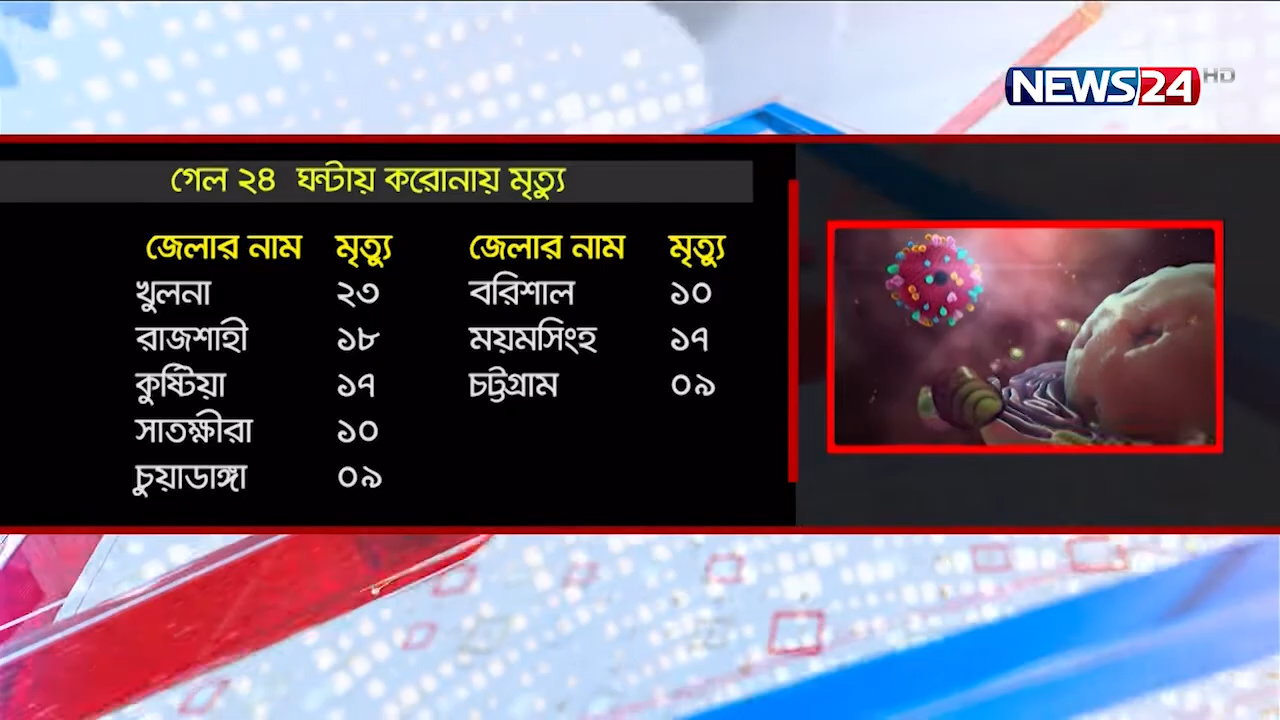 NEWS24 HD
গেল ২৪ ঘন্টায় করোনায় মৃত্যু
জেলার নাম মৃত্যু জেলার নাম মৃত্যু
খুলনা ২৩ বরিশাল ১০
রাজশাহী ১৮ ময়মসিংহ ১৭
কুষ্টিয়া ১৭ চট্টগ্রাম ০৯
সাতক্ষীরা ১০
চুয়াডাঙ্গা ০৯